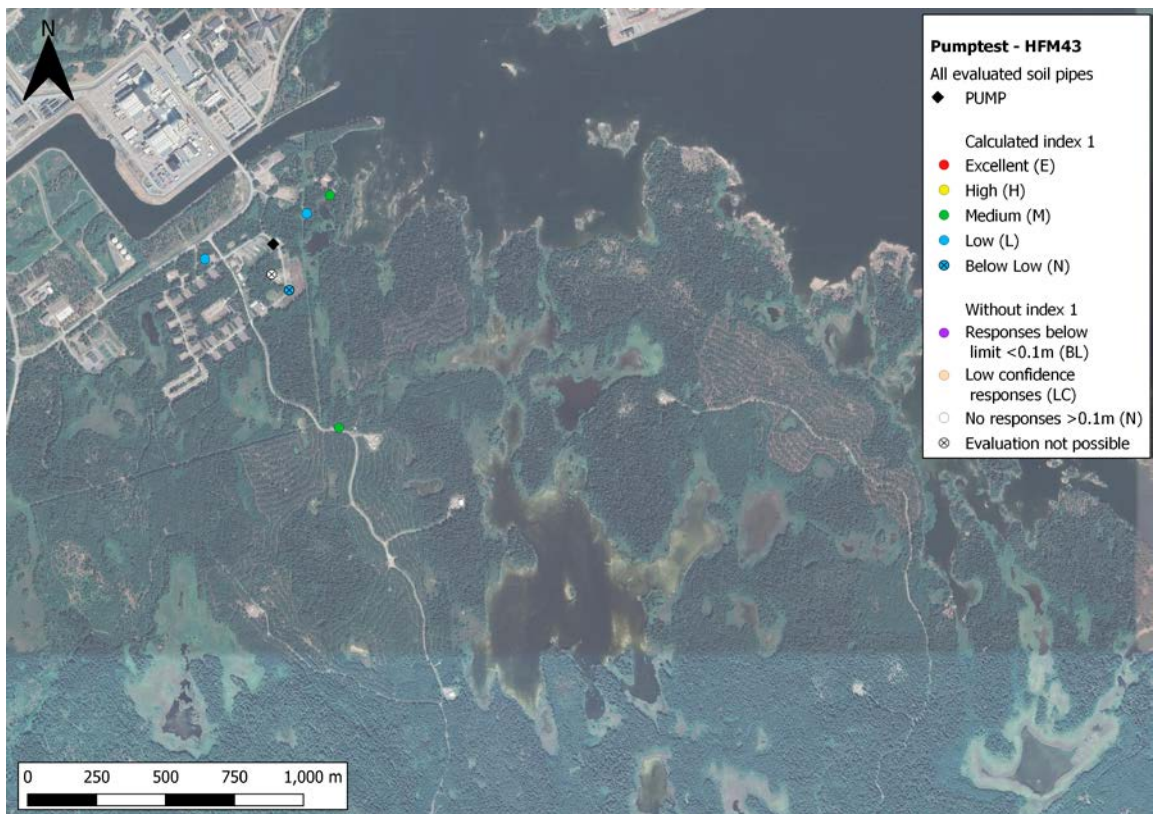 N
Pumptest - HFM43
All evaluated soil pipes
PUMP
Calculated index 1
Excellent (E)
High (H)
Medium (M)
Low (L)
Below Low (N)
Without index 1
Responses below
limit <0.1m (BL)
Low confidence
responses (LC)
No responses >0.1m (N)
Evaluation not possible
0 250 500 750 1,000 m